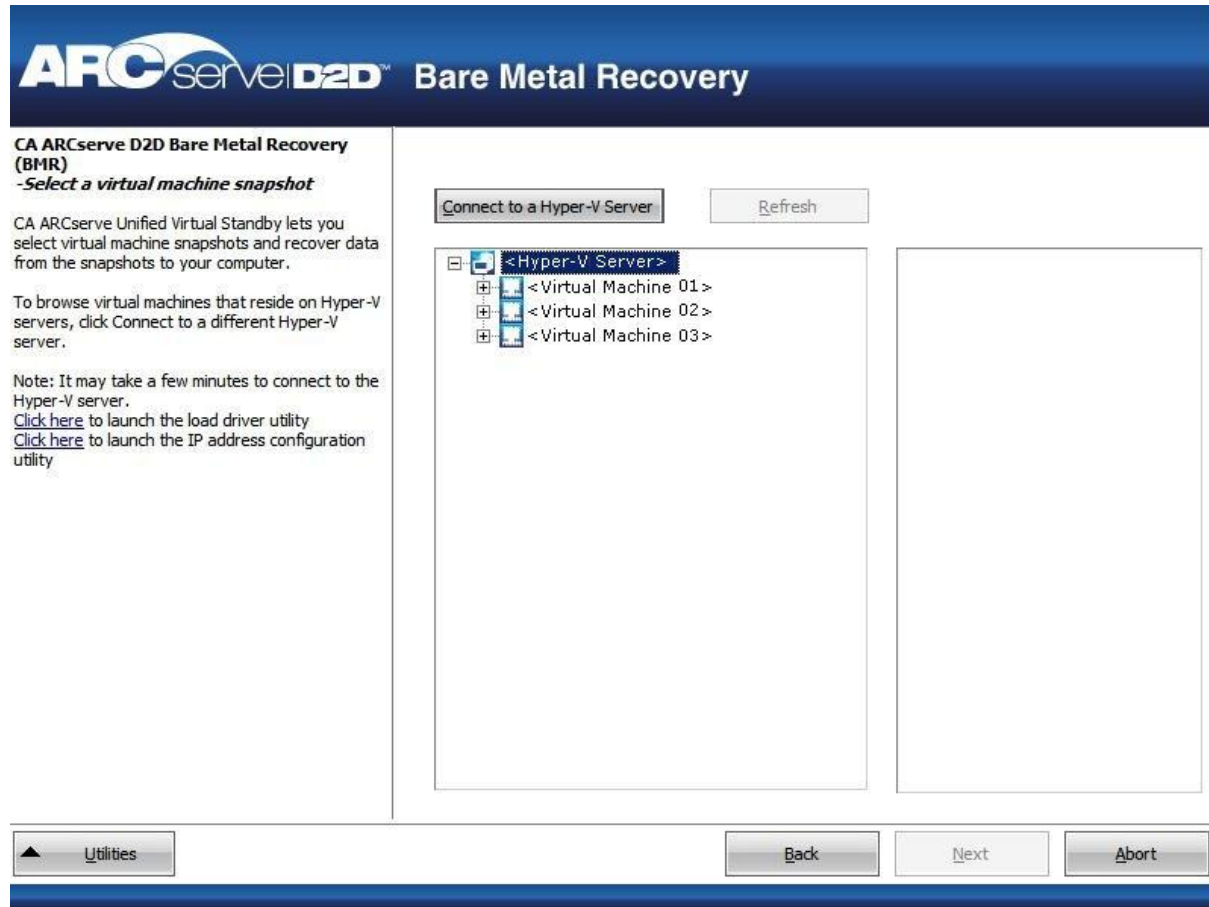 ARCserve D2D™ Bare Metal Recovery
CA ARCserve D2D Bare Metal Recovery
(BMR)
-Select a virtual machine snapshot
CA ARCserve Unified Virtual Standby lets you
select virtual machine snapshots and recover data
from the snapshots to your computer.
To browse virtual machines that reside on Hyper-V
servers, click Connect to a different Hyper-V
server.
Note: It may take a few minutes to connect to the
Hyper-V server.
Click here to launch the load driver utility
Click here to launch the IP address configuration
utility
Connect to a Hyper-V Server
Refresh
<Hyper-V Server>
<Virtual Machine 01>
<Virtual Machine 02>
<Virtual Machine 03>
Utilities
Back
Next
Abort